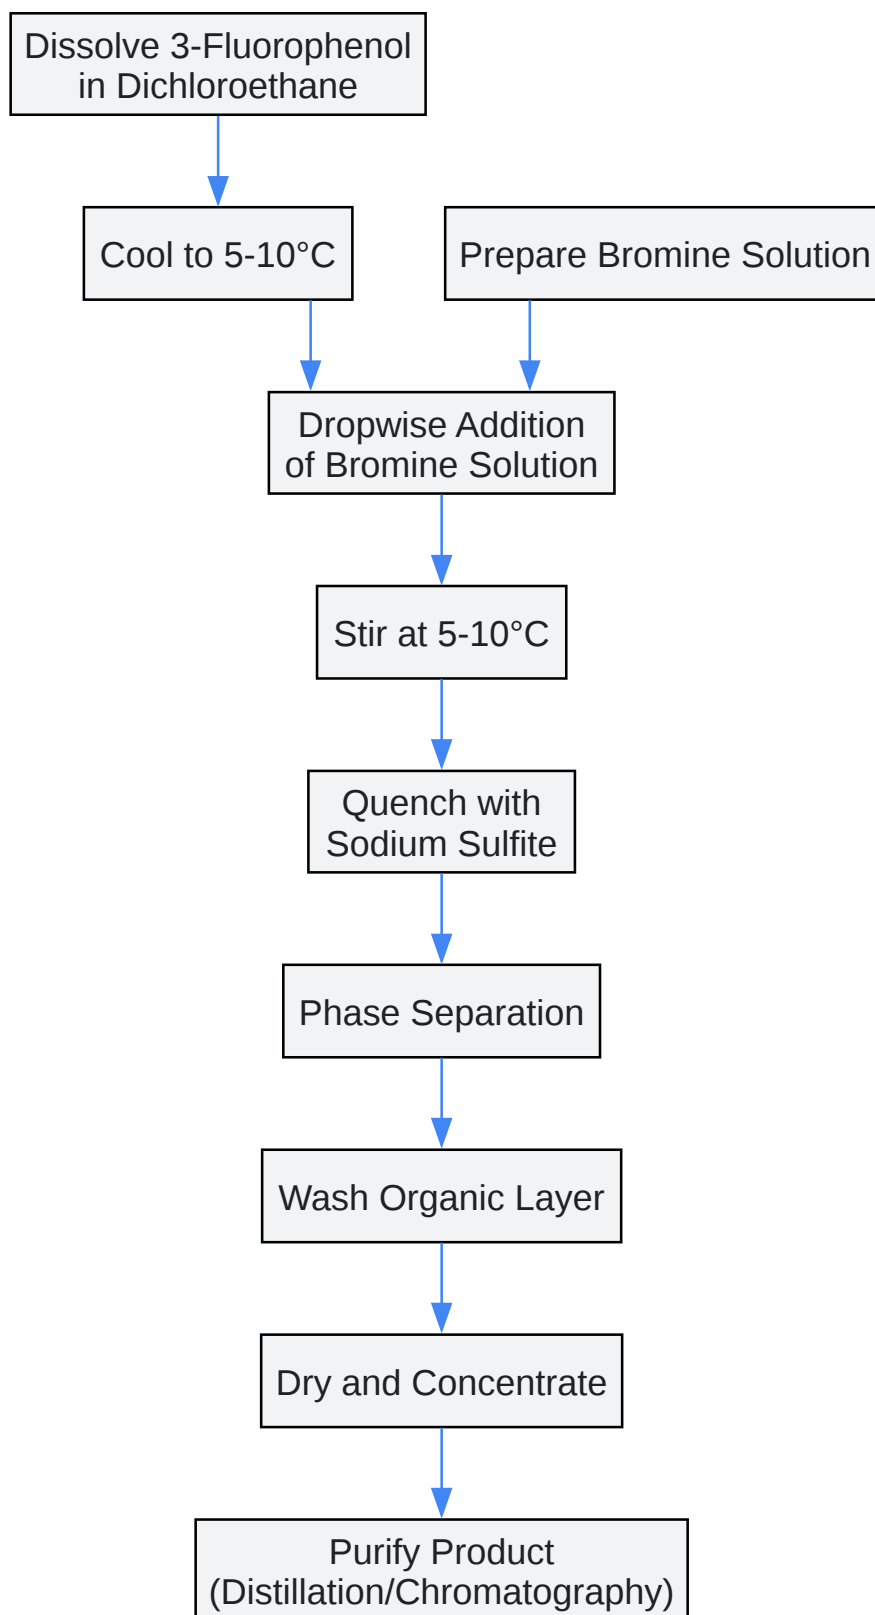 Dissolve 3-Fluorophenol
in Dichloroethane
Cool to 5-10°C
Prepare Bromine Solution
Dropwise Addition
of Bromine Solution
Stir at 5-10°C
Quench with
Sodium Sulfite
Phase Separation
Wash Organic Layer
Dry and Concentrate
Purify Product
(Distillation/Chromatography)